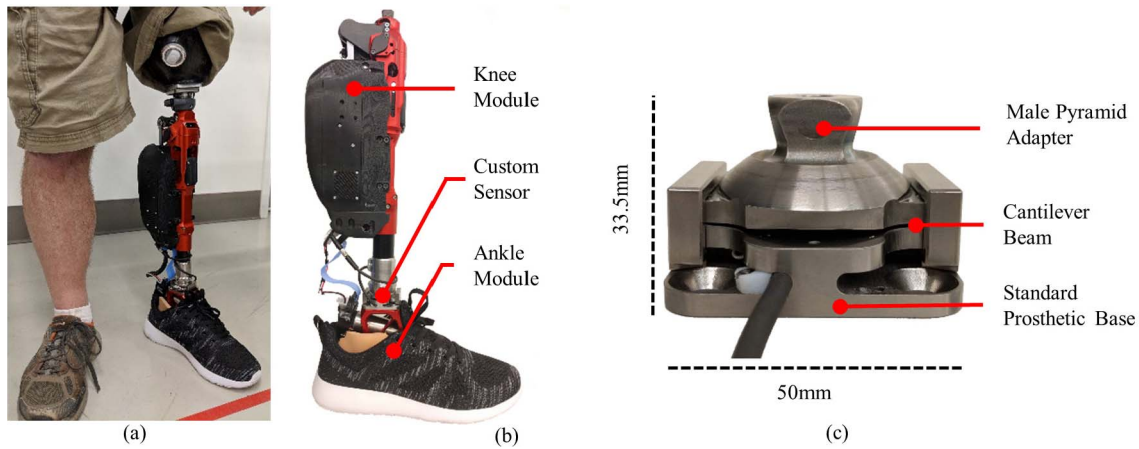 Knee
Module
Custom
Sensor
Ankle
Module
33.5mm
Male Pyramid
Adapter
Cantilever
Beam
Standard
Prosthetic Base
50mm
(a)
(b)
(c)